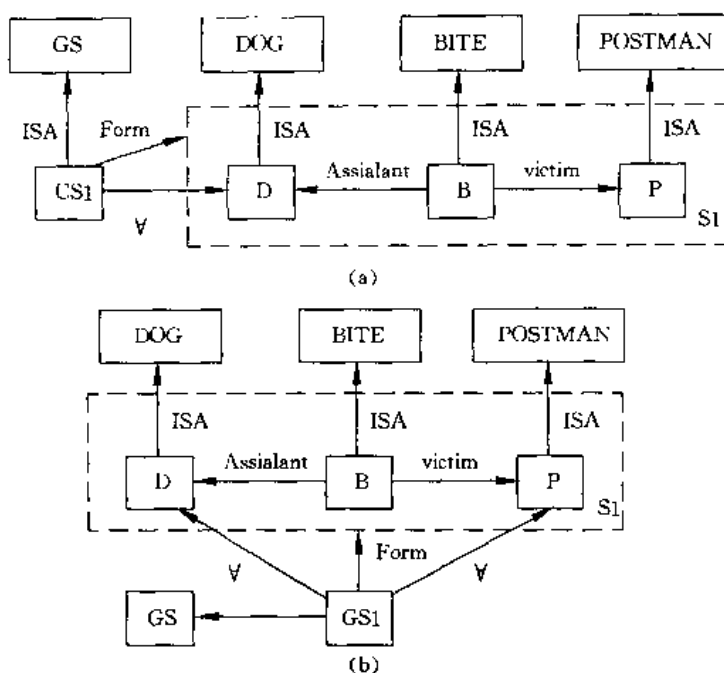 GS DOG BITE POSTMAN
ISA Form ISA ISA ISA
CS1 D Assialant B victim P
∀ S1
(a)
DOG BITE POSTMAN
ISA ISA ISA
D Assialant B victim P
S1
∀ Form ∀
GS GS1
(b)